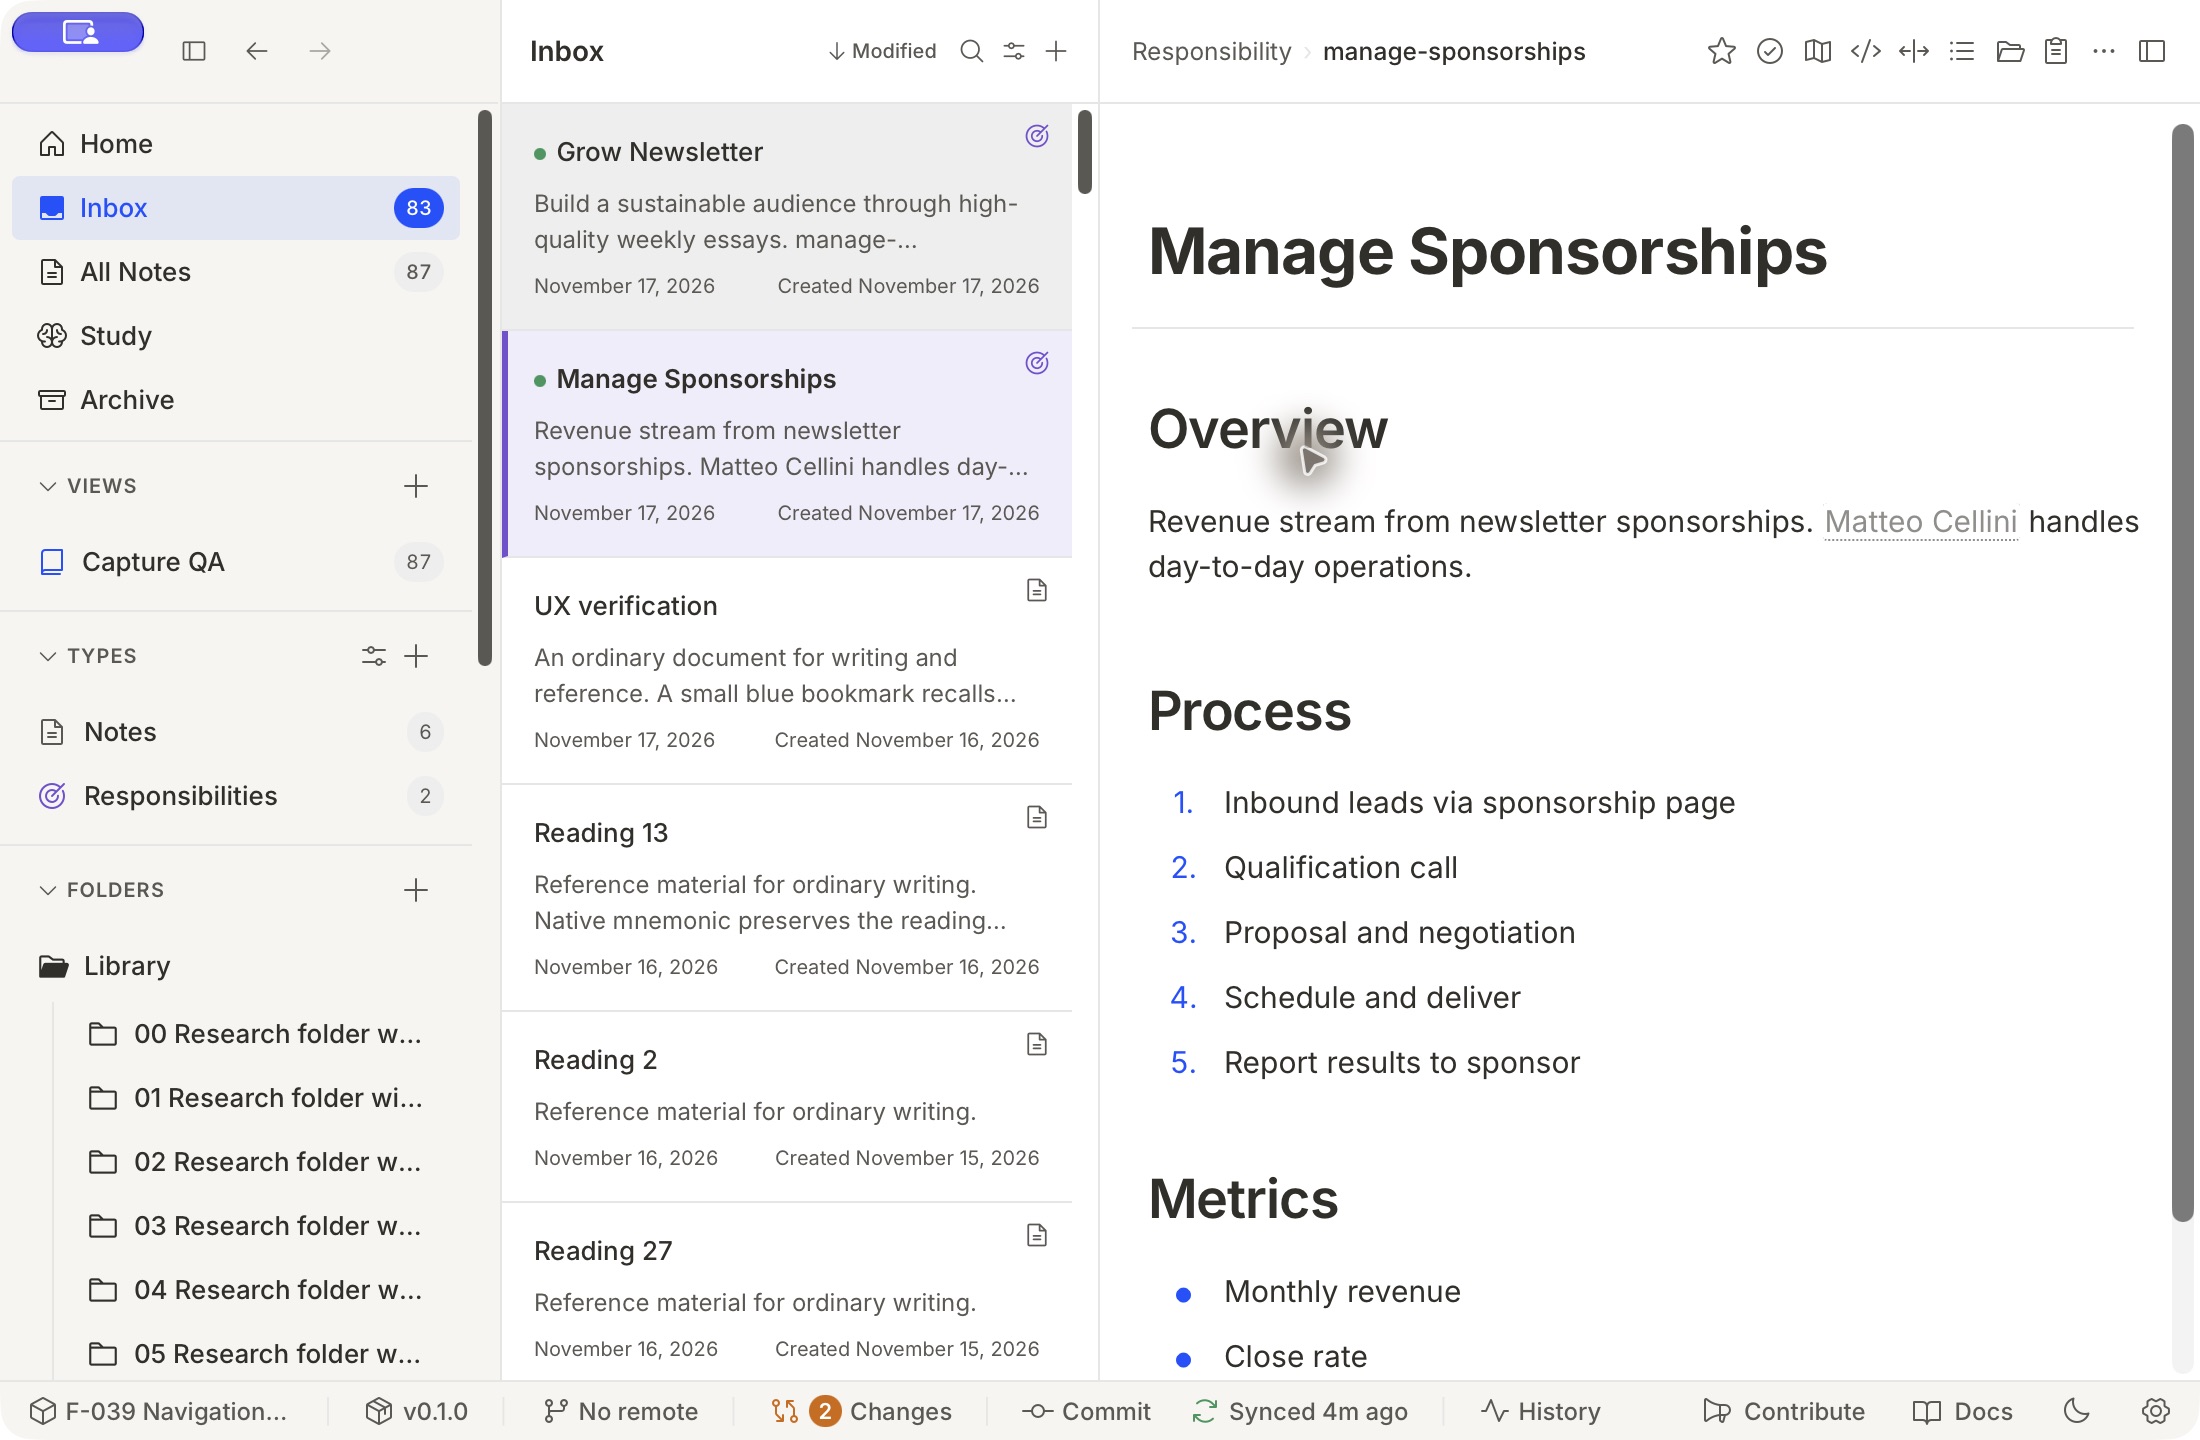 Home
Inbox
83
All Notes
87
Study
Archive
VIEWS
Capture QA
87
TYPES
Notes
6
Responsibilities
2
FOLDERS
Library
00 Research folder w...
01 Research folder wi...
02 Research folder w...
03 Research folder w...
04 Research folder w...
05 Research folder w...
Inbox
Modified
Grow Newsletter
Build a sustainable audience through high-
quality weekly essays. manage-...
November 17, 2026
Created November 17, 2026
Manage Sponsorships
Revenue stream from newsletter
sponsorships. Matteo Cellini handles day-...
November 17, 2026
Created November 17, 2026
UX verification
An ordinary document for writing and
reference. A small blue bookmark recalls...
November 17, 2026
Created November 16, 2026
Reading 13
Reference material for ordinary writing.
Native mnemonic preserves the reading...
November 16, 2026
Created November 16, 2026
Reading 2
Reference material for ordinary writing.
November 16, 2026
Created November 15, 2026
Reading 27
Reference material for ordinary writing.
November 16, 2026
Created November 15, 2026
Responsibility › manage-sponsorships
Manage Sponsorships
Overview
Revenue stream from newsletter sponsorships. Matteo Cellini handles
day-to-day operations.
Process
1. Inbound leads via sponsorship page
2. Qualification call
3. Proposal and negotiation
4. Schedule and deliver
5. Report results to sponsor
Metrics
Monthly revenue
Close rate
F-039 Navigation...
v0.1.0
No remote
2 Changes
Commit
Synced 4m ago
History
Contribute
Docs